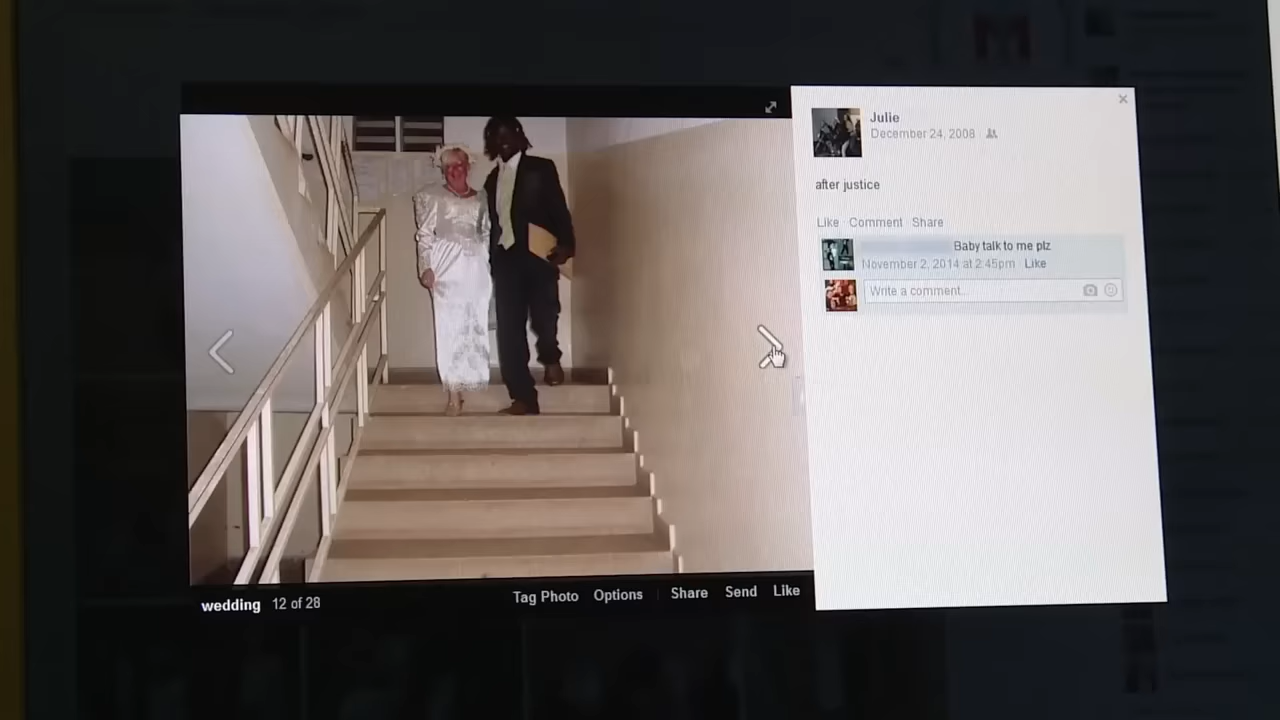 Julie
December 24, 2008
after justice
Like Comment Share
Baby talk to me plz
November 2, 2014 at 2:45pm Like
Write a comment...
wedding 12 of 28
Tag Photo Options Share Send Like